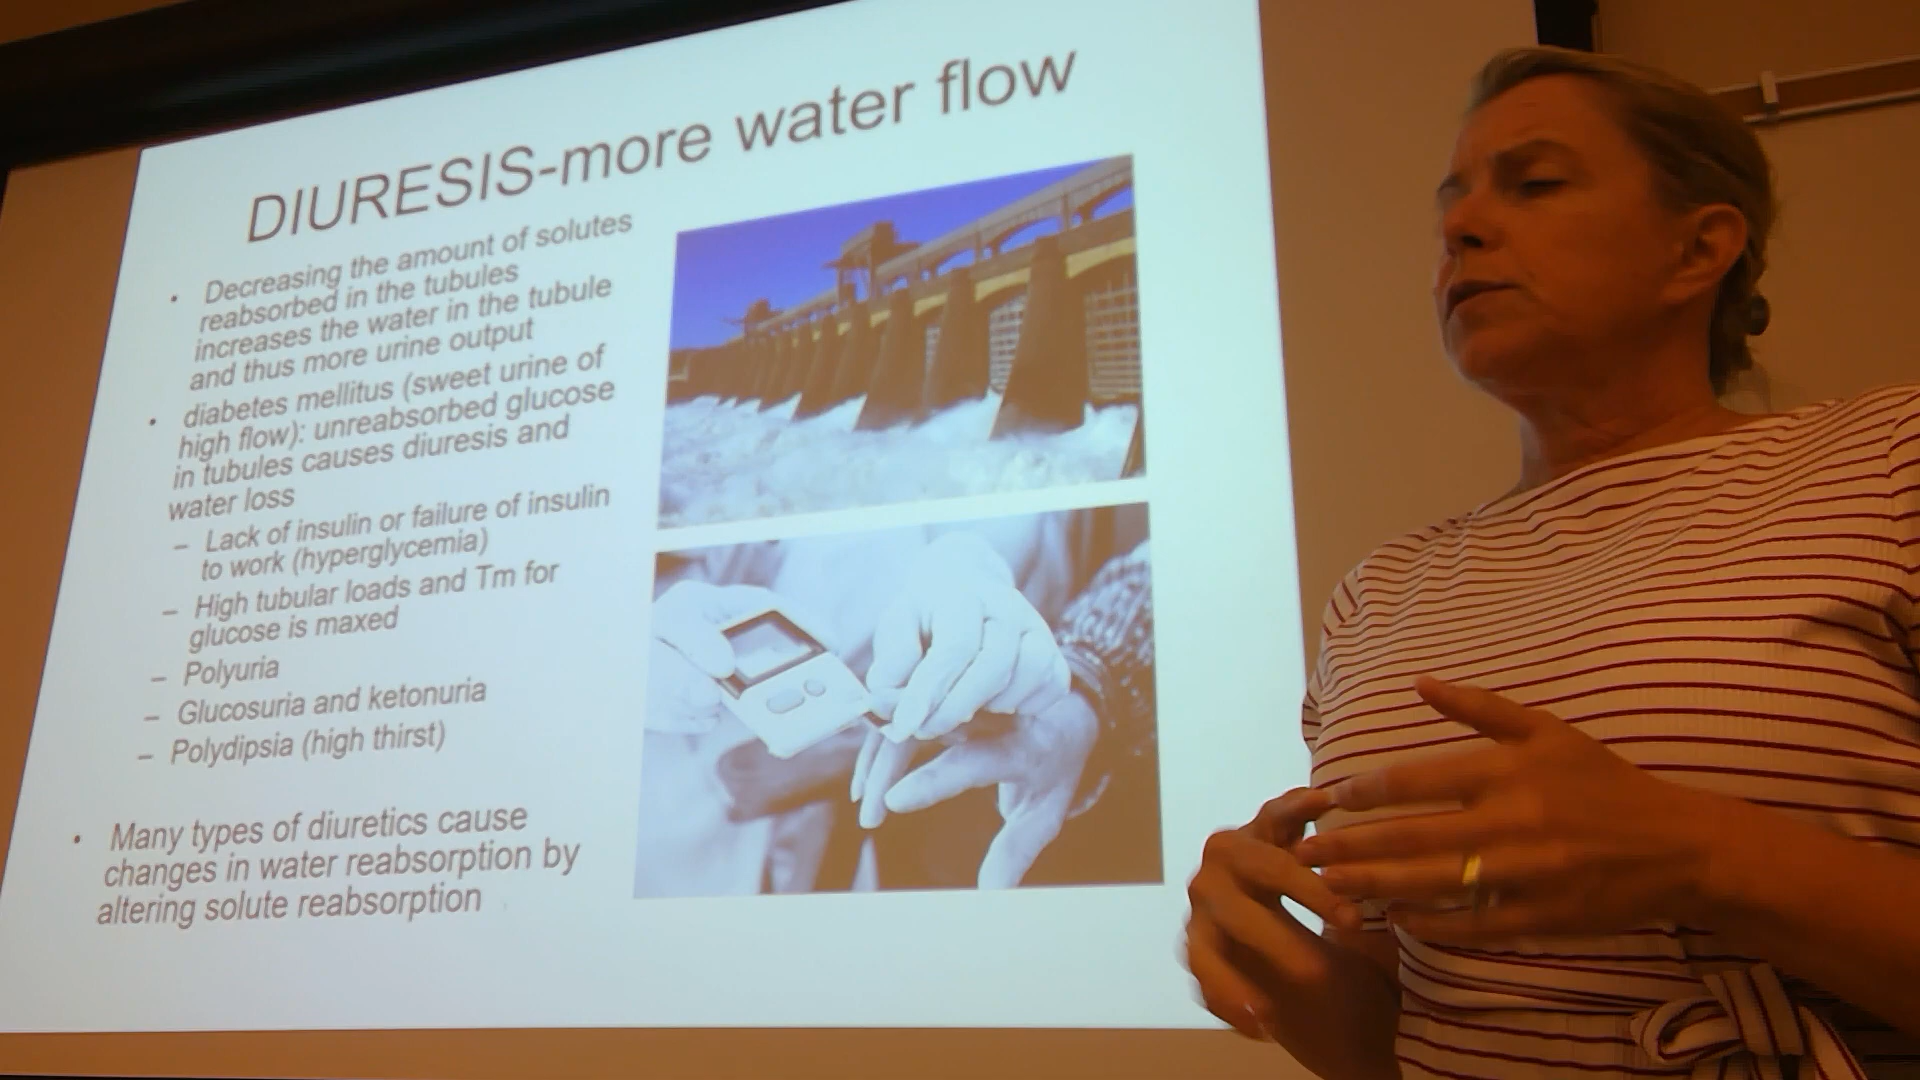 DIURESIS-more water flow
• Decreasing the amount of solutes
reabsorbed in the tubules
increases the water in the tubule
and thus more urine output
• diabetes mellitus (sweet urine of
high flow): unreabsorbed glucose
in tubules causes diuresis and
water loss
– Lack of insulin or failure of insulin
to work (hyperglycemia)
– High tubular loads and Tm for
glucose is maxed
– Polyuria
– Glucosuria and ketonuria
– Polydipsia (high thirst)
• Many types of diuretics cause
changes in water reabsorption by
altering solute reabsorption